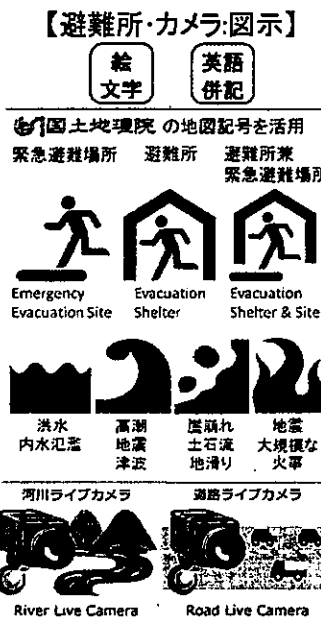 【避難所・カメラ:図示】
絵文字
英語併記
国土地理院 の地図記号を活用
緊急避難場所 避難所 避難所兼
緊急避難場所
Emergency Evacuation Evacuation
Evacuation Site Shelter Shelter & Site
洪水 高潮 崖崩れ 地震
内水氾濫 地震 土石流 大規模な
津波 地滑り 火事
河川ライブカメラ 道路ライブカメラ
River Live Camera Road Live Camera